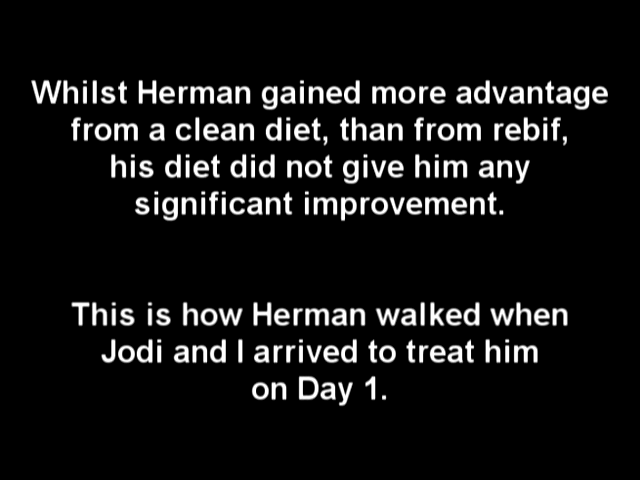 Whilst Herman gained more advantage
from a clean diet, than from rebif,
his diet did not give him any
significant improvement.
This is how Herman walked when
Jodi and I arrived to treat him
on Day 1.